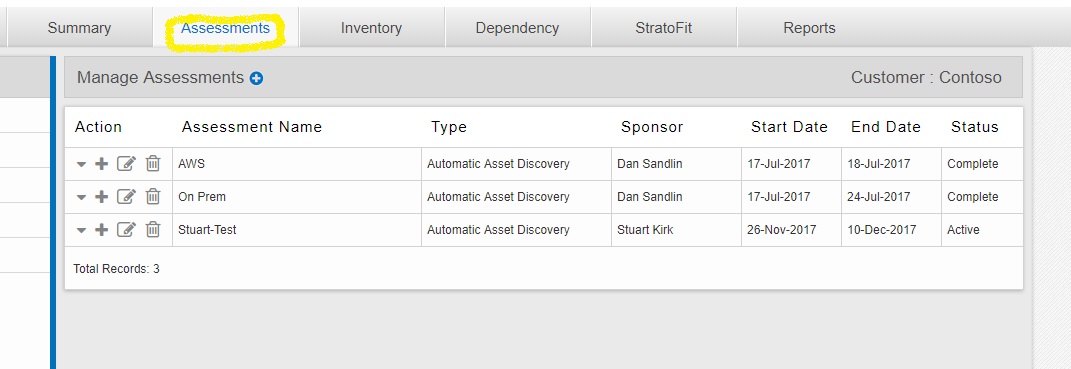 Summary Assessments Inventory Dependency StratoFit Reports
Manage Assessments Customer : Contoso
Action Assessment Name Type Sponsor Start Date End Date Status
AWS Automatic Asset Discovery Dan Sandlin 17-Jul-2017 18-Jul-2017 Complete
On Prem Automatic Asset Discovery Dan Sandlin 17-Jul-2017 24-Jul-2017 Complete
Stuart-Test Automatic Asset Discovery Stuart Kirk 26-Nov-2017 10-Dec-2017 Active
Total Records: 3